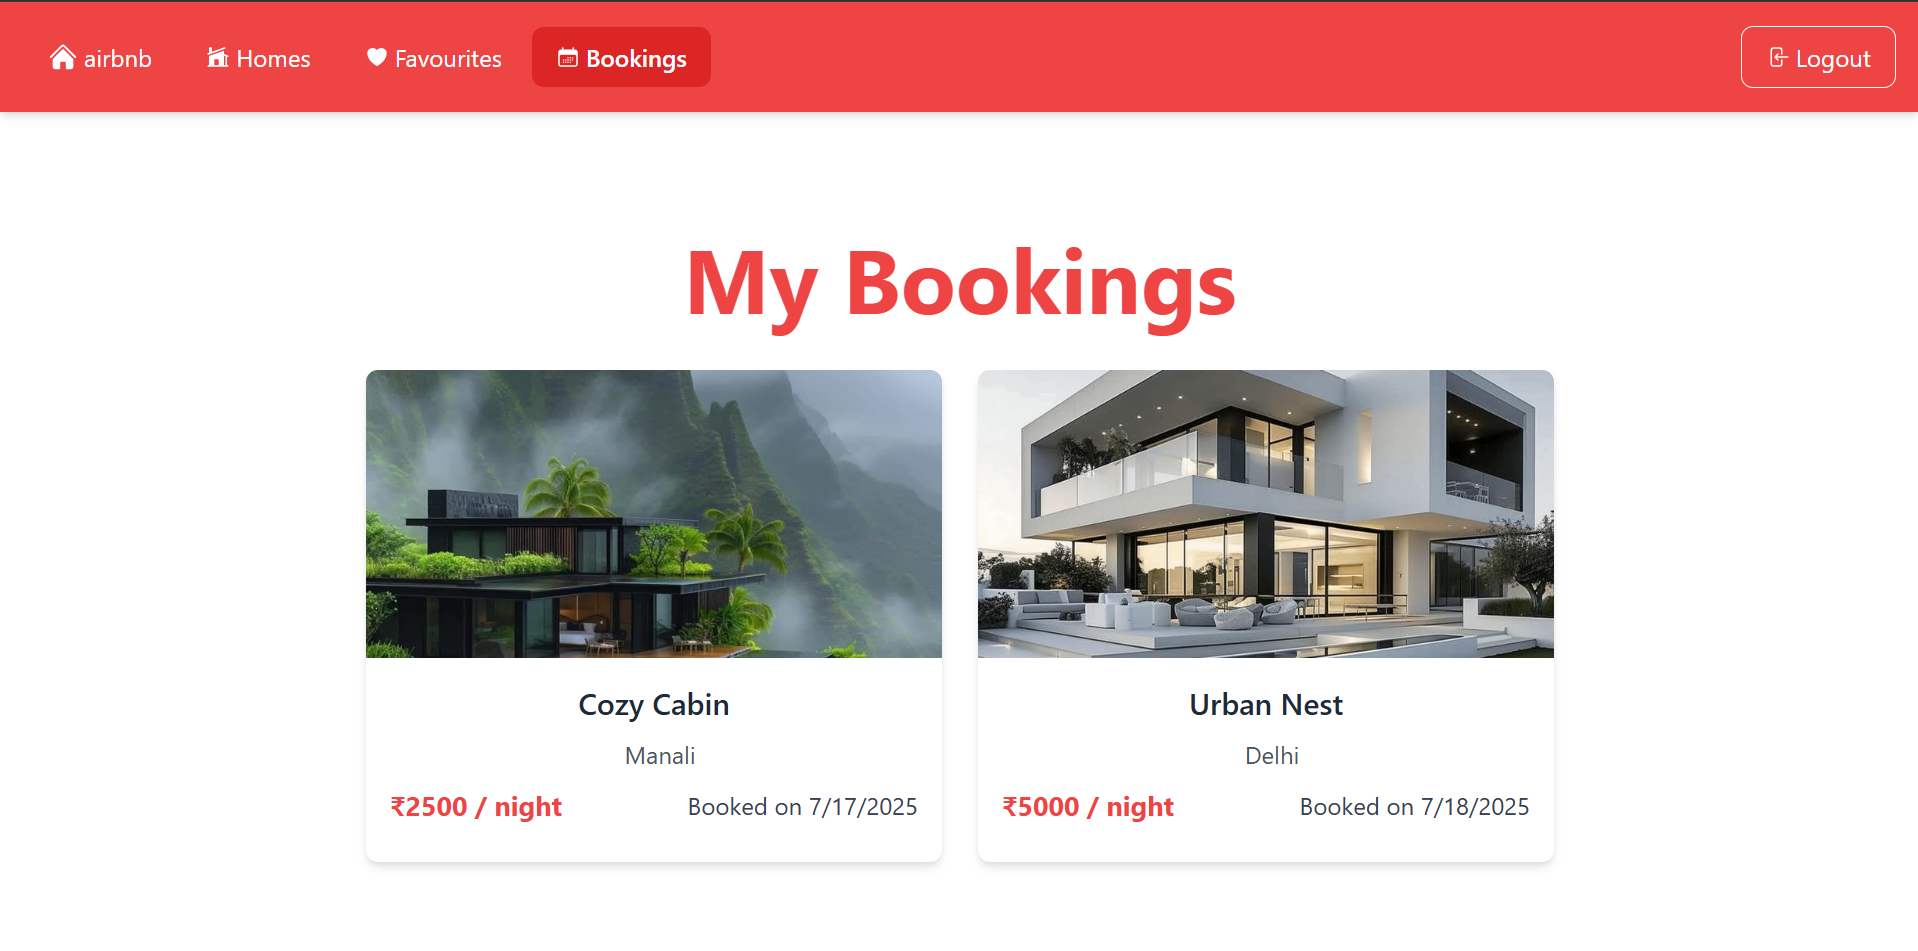 airbnb
Homes
Favourites
Bookings
Logout
My Bookings
Cozy Cabin
Manali
₹2500 / night
Booked on 7/17/2025
Urban Nest
Delhi
₹5000 / night
Booked on 7/18/2025